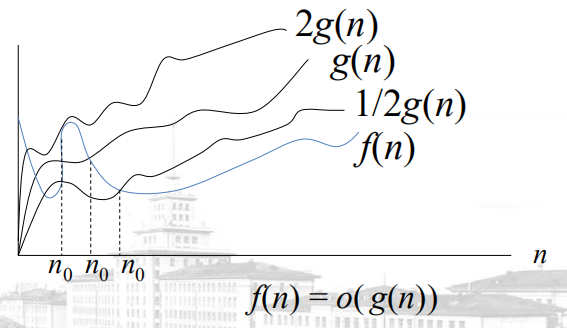 2g(n)
g(n)
1/2g(n)
f(n)
n
n₀ n₀ n₀
f(n) = o( g(n))